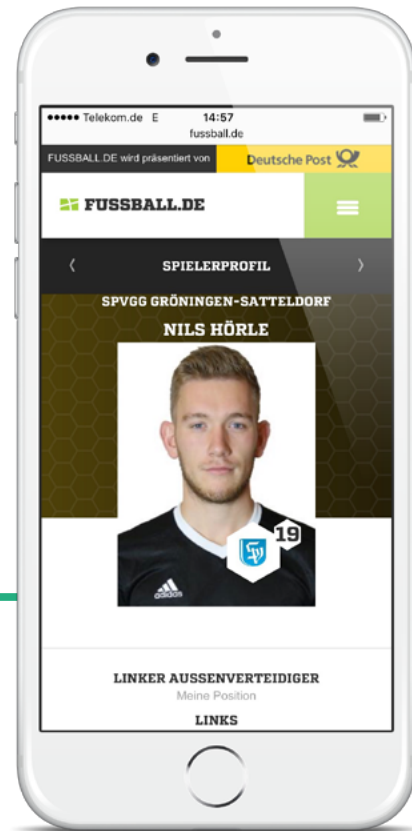 ●●●●● Telekom.de E 14:57
fussball.de
FUSSBALL.DE wird präsentiert von Deutsche Post
FUSSBALL.DE
SPIELERPROFIL
SPVGG GRÖNINGEN-SATTELDORF
NILS HÖRLE
19
adidas
LINKER AUSSENVERTEIDIGER
Meine Position
LINKS